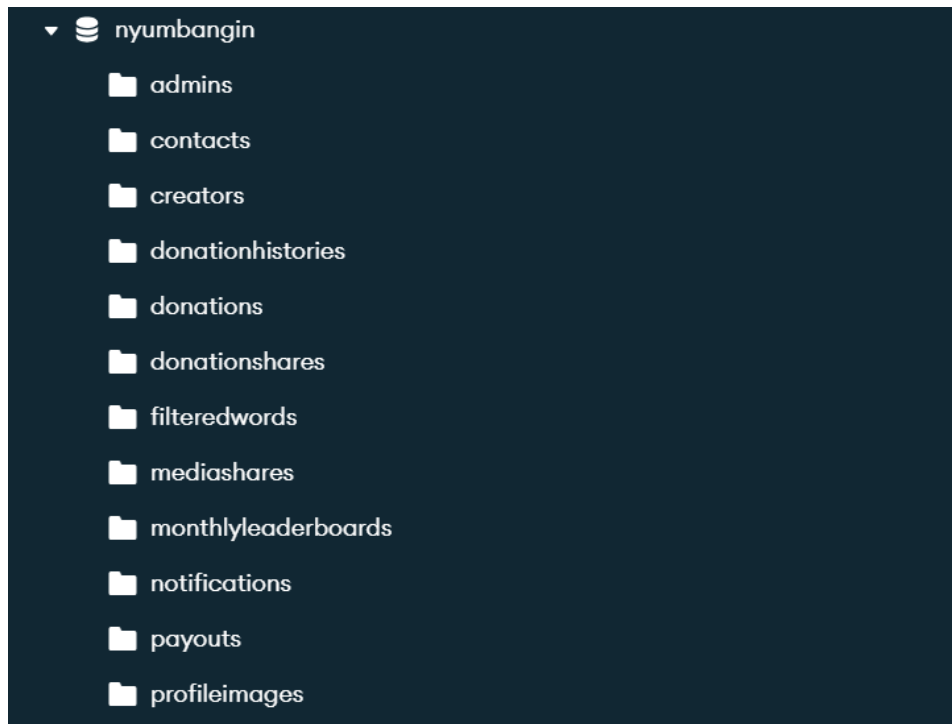 nyumbangin
admins
contacts
creators
donationhistories
donations
donationshares
filteredwords
mediashares
monthlyleaderboards
notifications
payouts
profileimages